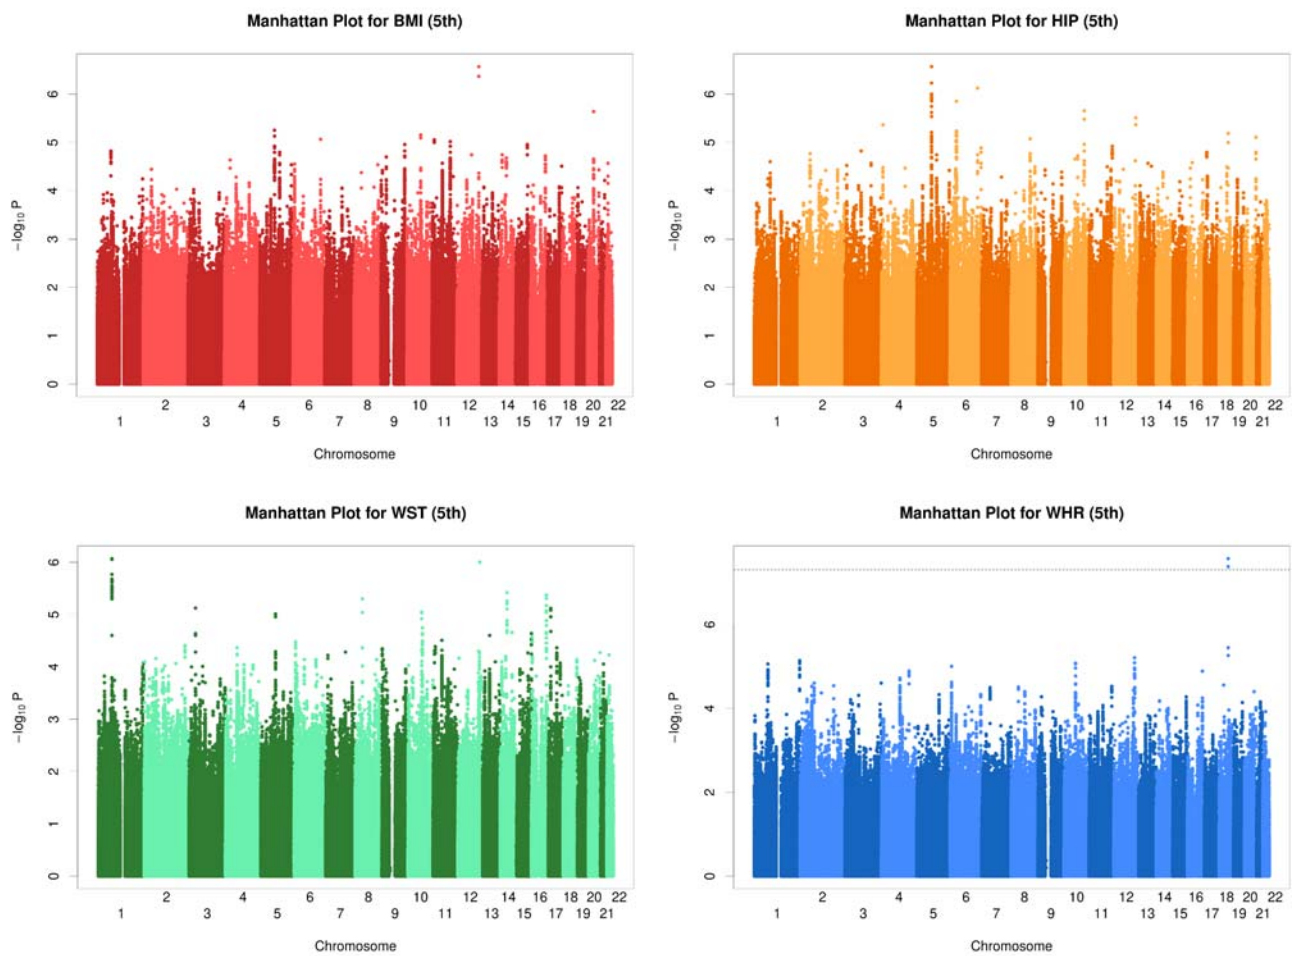 Manhattan Plot for BMI (5th)
−log10 P
6
5
4
3
2
1
0
2 4 6 8 10 12 14 16 18 20 22
1 3 5 7 9 11 13 15 17 19 21
Chromosome
Manhattan Plot for HIP (5th)
−log10 P
6
5
4
3
2
1
0
2 4 6 8 10 12 14 16 18 20 22
1 3 5 7 9 11 13 15 17 19 21
Chromosome
Manhattan Plot for WST (5th)
−log10 P
6
5
4
3
2
1
0
2 4 6 8 10 12 14 16 18 20 22
1 3 5 7 9 11 13 15 17 19 21
Chromosome
Manhattan Plot for WHR (5th)
−log10 P
6
4
2
0
2 4 6 8 10 12 14 16 18 20 22
1 3 5 7 9 11 13 15 17 19 21
Chromosome